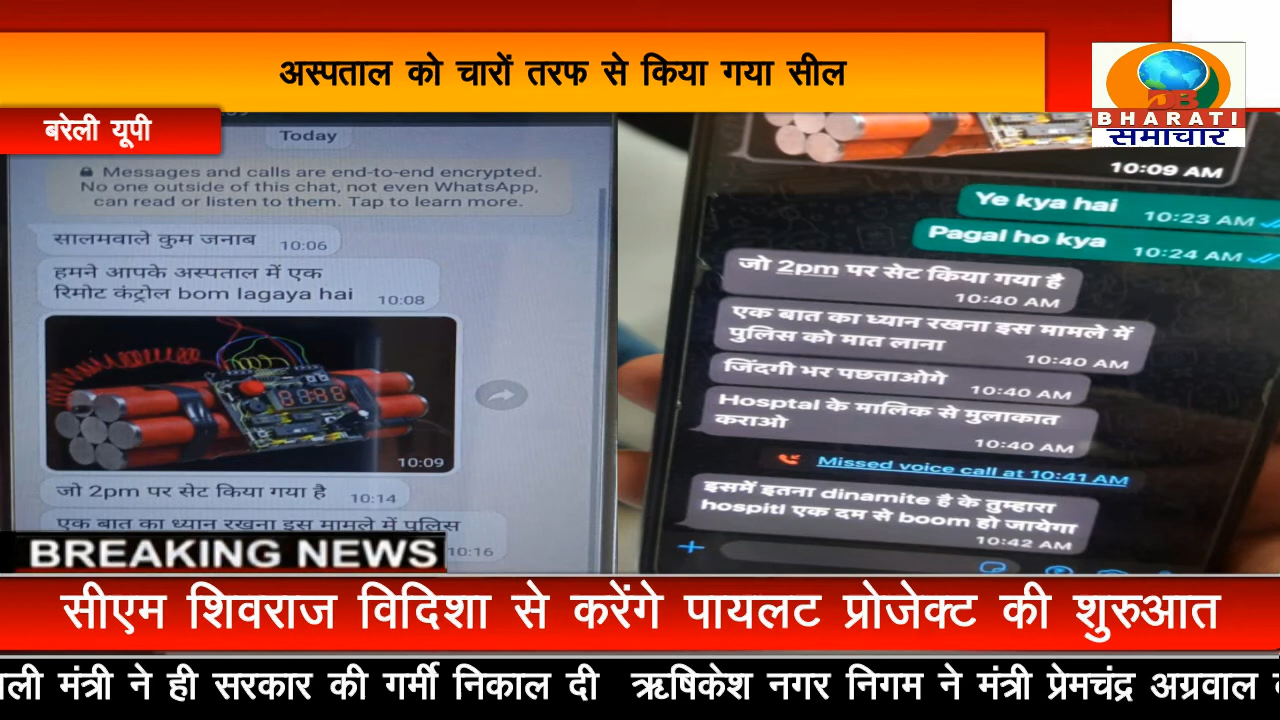 अस्पताल को चारों तरफ से किया गया सील
BHARATI
समाचार
बरेली यूपी
Today
Messages and calls are end-to-end encrypted.
No one outside of this chat, not even WhatsApp,
can read or listen to them. Tap to learn more.
सालमवाले कुम जनाब 10:06
हमने आपके अस्पताल में एक
रिमोट कंट्रोल bom lagaya hai 10:08
10:09
जो 2pm पर सेट किया गया है 10:14
एक बात का ध्यान रखना इस मामले में पुलिस
10:16
10:09 AM
Ye kya hai 10:23 AM
Pagal ho kya 10:24 AM
जो 2pm पर सेट किया गया है
10:40 AM
एक बात का ध्यान रखना इस मामले में
पुलिस को मात लाना
10:40 AM
जिंदगी भर पछताओगे 10:40 AM
Hosptal के मालिक से मुलाकात
कराओ
10:40 AM
Missed voice call at 10:41 AM
इसमें इतना dinamite है के तुम्हारा
hospitl एक दम से boom हो जायेगा
10:42 AM
BREAKING NEWS
सीएम शिवराज विदिशा से करेंगे पायलट प्रोजेक्ट की शुरुआत
मंत्री ने ही सरकार की गर्मी निकाल दी ऋषिकेश नगर निगम ने मंत्री प्रेमचंद्र अग्रवाल